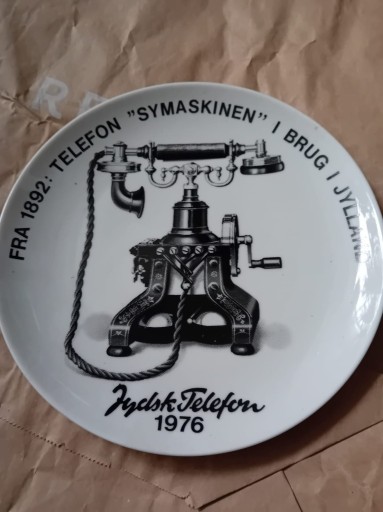 FRA 1892: TELEFON "SYMASKINEN" I BRUG I JYLLAND
Jydsk Telefon
1976